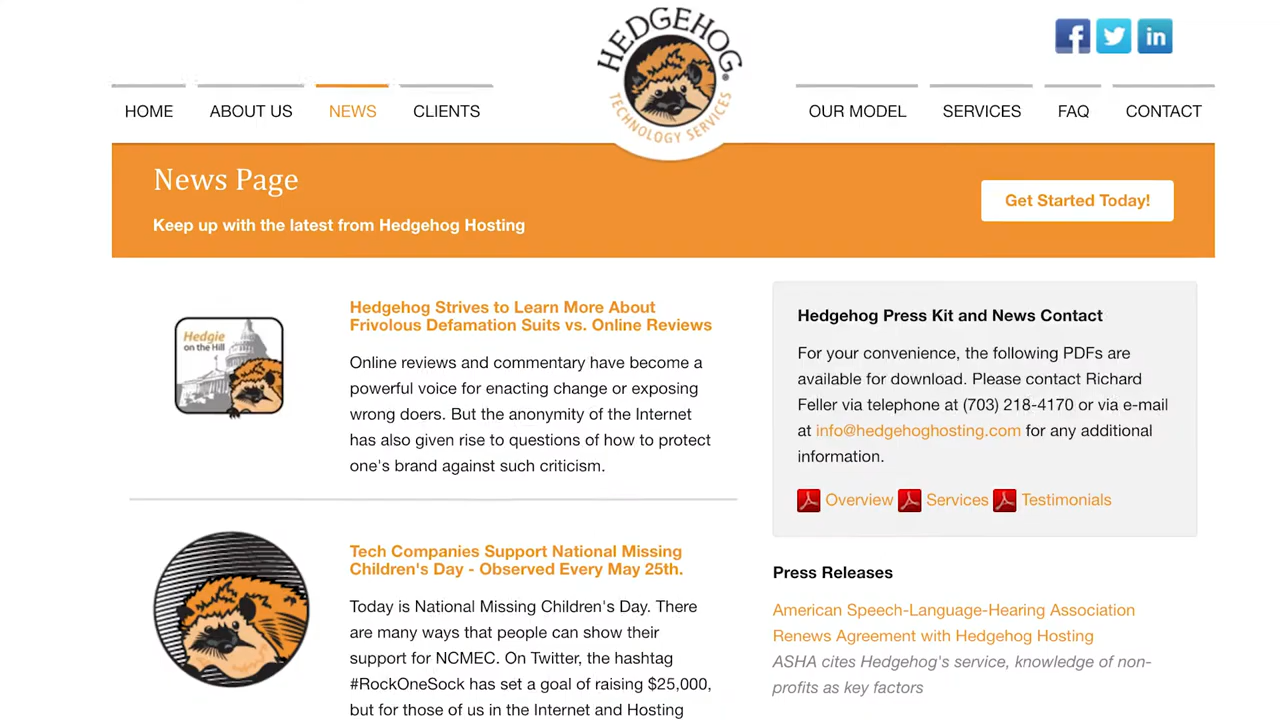 HEDGEHOG®
TECHNOLOGY SERVICES
HOME ABOUT US NEWS CLIENTS OUR MODEL SERVICES FAQ CONTACT
News Page
Keep up with the latest from Hedgehog Hosting
Get Started Today!
Hedgie
on the Hill
Hedgehog Strives to Learn More About
Frivolous Defamation Suits vs. Online Reviews
Online reviews and commentary have become a
powerful voice for enacting change or exposing
wrong doers. But the anonymity of the Internet
has also given rise to questions of how to protect
one's brand against such criticism.
Tech Companies Support National Missing
Children's Day - Observed Every May 25th.
Today is National Missing Children's Day. There
are many ways that people can show their
support for NCMEC. On Twitter, the hashtag
#RockOneSock has set a goal of raising $25,000,
but for those of us in the Internet and Hosting
Hedgehog Press Kit and News Contact
For your convenience, the following PDFs are
available for download. Please contact Richard
Feller via telephone at (703) 218-4170 or via e-mail
at info@hedgehoghosting.com for any additional
information.
Overview Services Testimonials
Press Releases
American Speech-Language-Hearing Association
Renews Agreement with Hedgehog Hosting
ASHA cites Hedgehog's service, knowledge of non-
profits as key factors